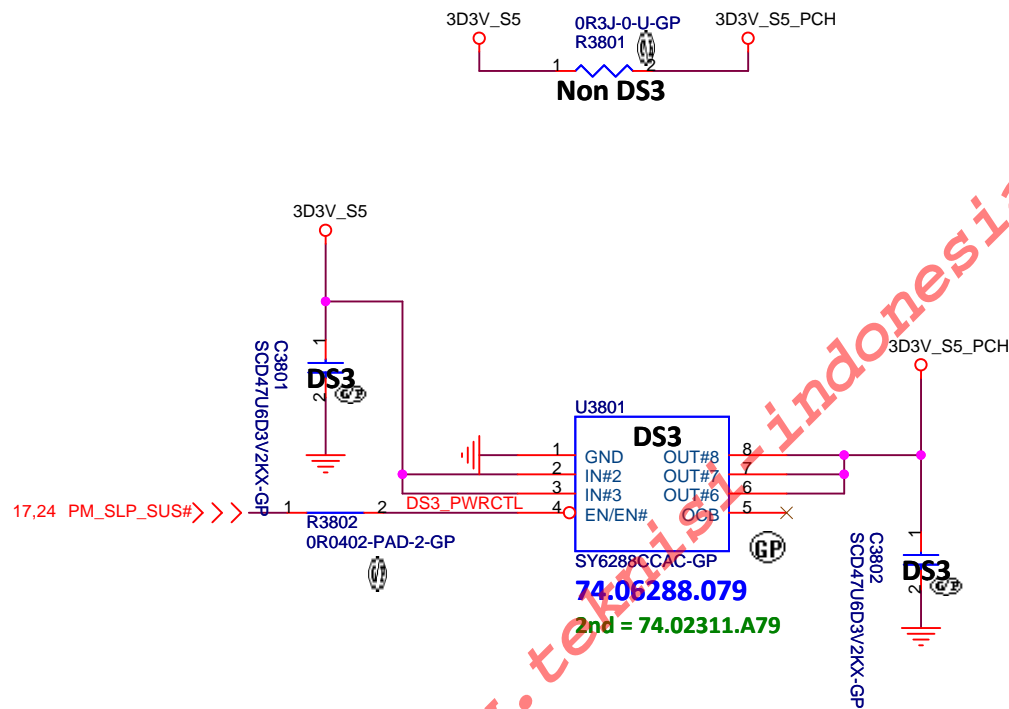 3D3V_S5
0R3J-0-U-GP
R3801
3D3V_S5_PCH
1
2
Non DS3
3D3V_S5
C3801
SCD47U6D3V2KX-GP
1
DS3
2
G/P
17,24 PM_SLP_SUS#
1
2
R3802
0R0402-PAD-2-GP
DS3_PWRCTL
U3801
DS3
1 GND
2 IN#2
3 IN#3
4 EN/EN#
OUT#8 8
OUT#7 7
OUT#6 6
OCB 5
GP
SY6288CCAC-GP
74.06288.079
2nd = 74.02311.A79
3D3V_S5_PCH
C3802
SCD47U6D3V2KX-GP
1
DS3
2
G/P
.teknisi-indonesia